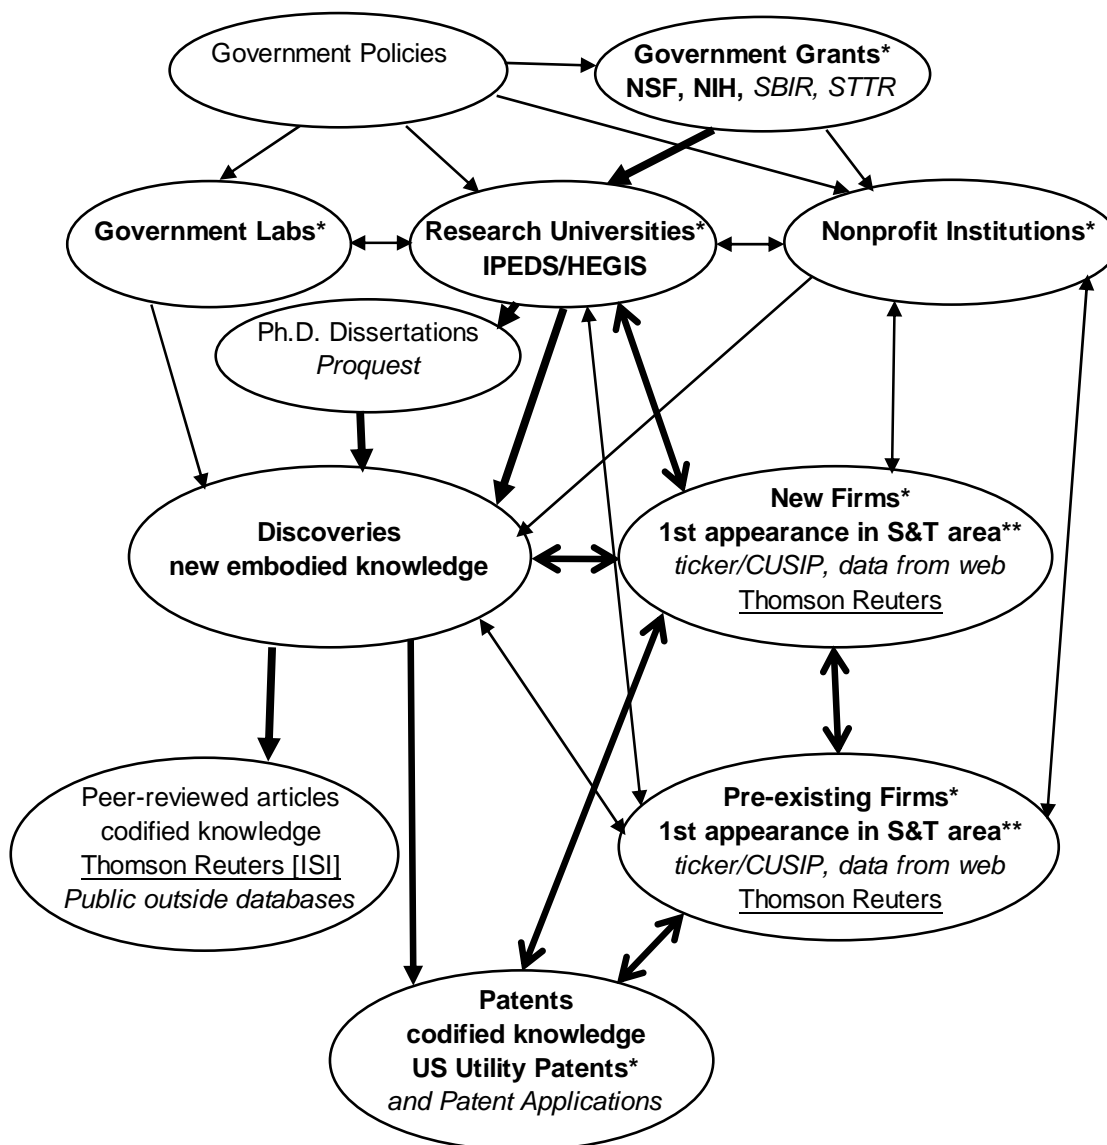 Government Policies
Government Grants*
NSF, NIH, SBIR, STTR
Government Labs*
Research Universities*
IPEDS/HEGIS
Nonprofit Institutions*
Ph.D. Dissertations
Proquest
Discoveries
new embodied knowledge
New Firms*
1st appearance in S&T area**
ticker/CUSIP, data from web
Thomson Reuters
Peer-reviewed articles
codified knowledge
Thomson Reuters [ISI]
Public outside databases
Pre-existing Firms*
1st appearance in S&T area**
ticker/CUSIP, data from web
Thomson Reuters
Patents
codified knowledge
US Utility Patents*
and Patent Applications